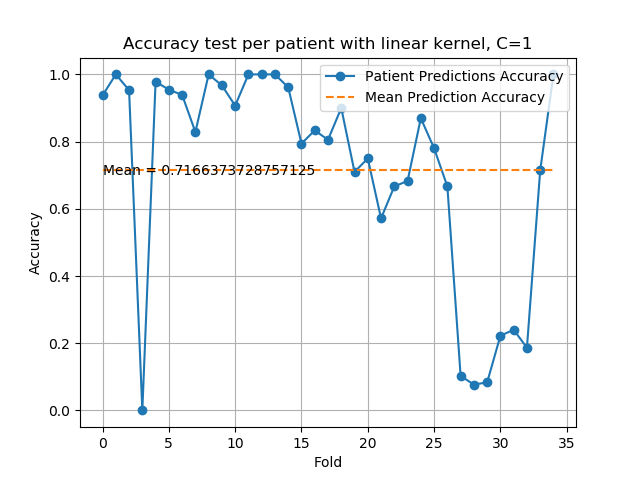 Accuracy test per patient with linear kernel, C=1
Patient Predictions Accuracy
Mean Prediction Accuracy
Mean = 0.7166373728757125
Accuracy
1.0
0.8
0.6
0.4
0.2
0.0
0 5 10 15 20 25 30 35
Fold